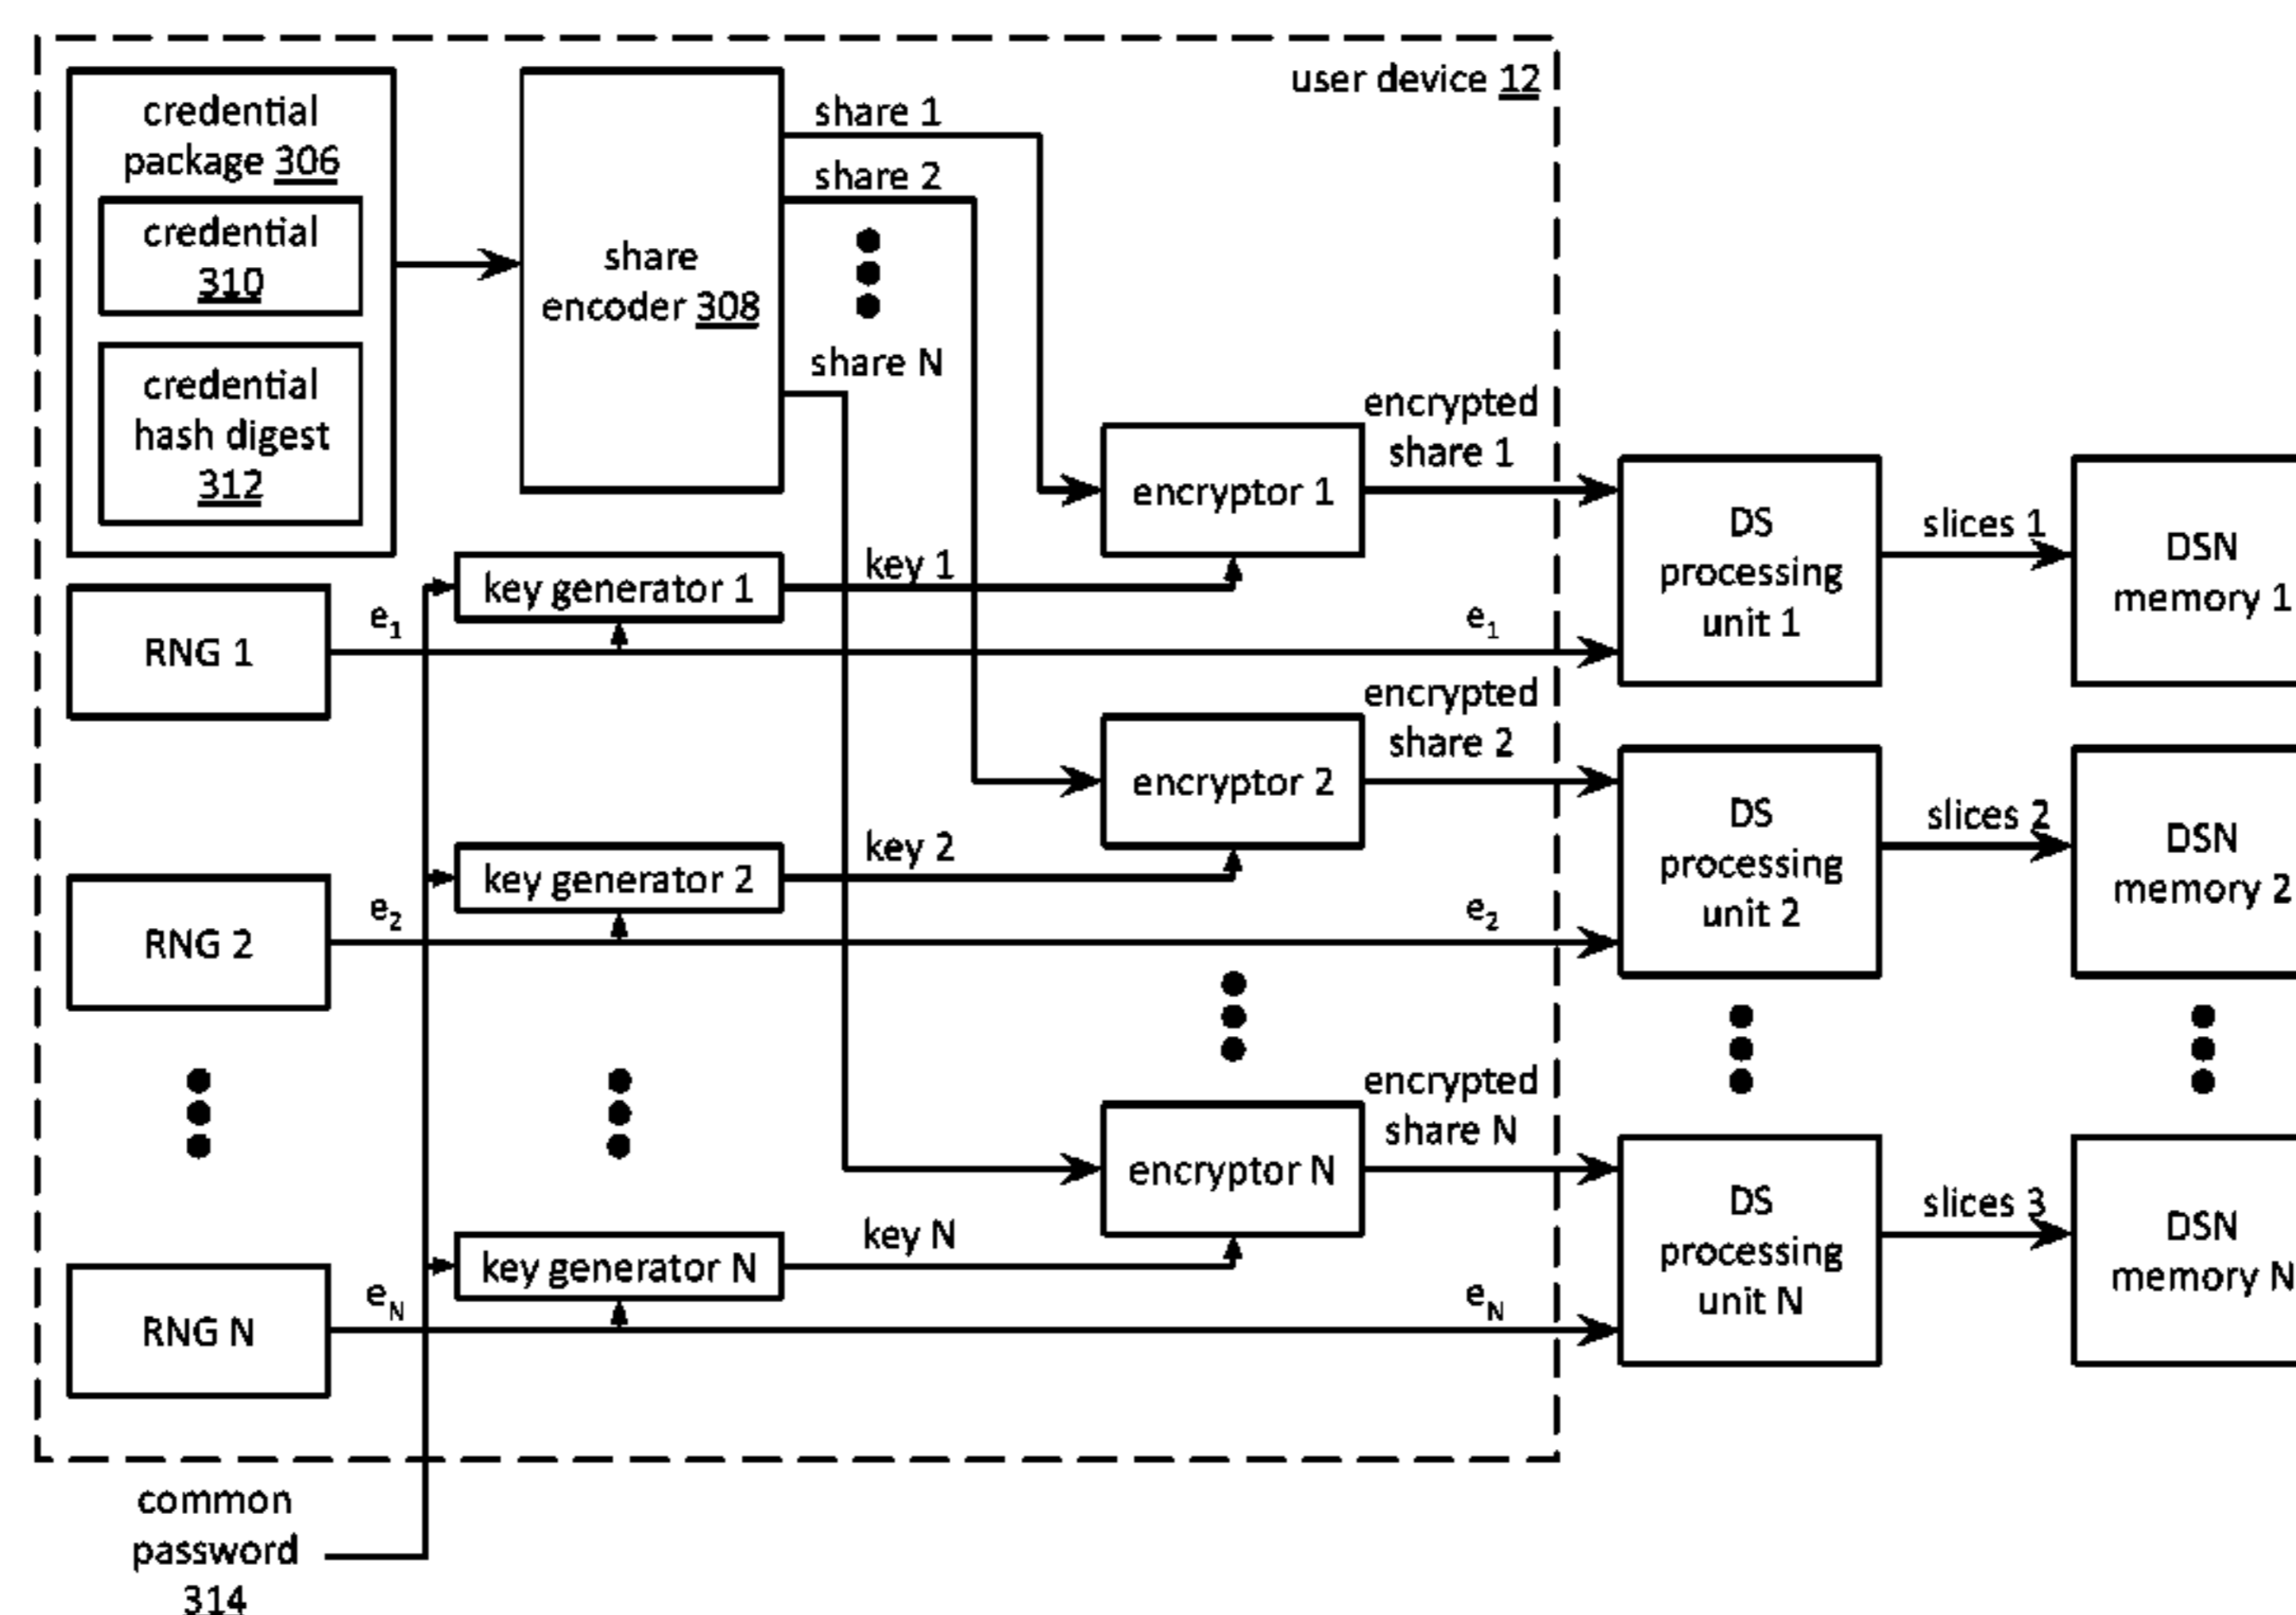 user device 12
credential
package 306
credential
310
credential
hash digest
312
share
encoder 308
share 1
share 2
share N
encrypted
share 1
encryptor 1
DS
processing
unit 1
slices 1
DSN
memory 1
key generator 1
key 1
RNG 1
e1
e1
encrypted
share 2
encryptor 2
DS
processing
unit 2
slices 2
DSN
memory 2
key generator 2
key 2
RNG 2
e2
e2
encrypted
share N
encryptor N
DS
processing
unit N
slices 3
DSN
memory N
key generator N
key N
RNG N
eN
eN
common
password
314